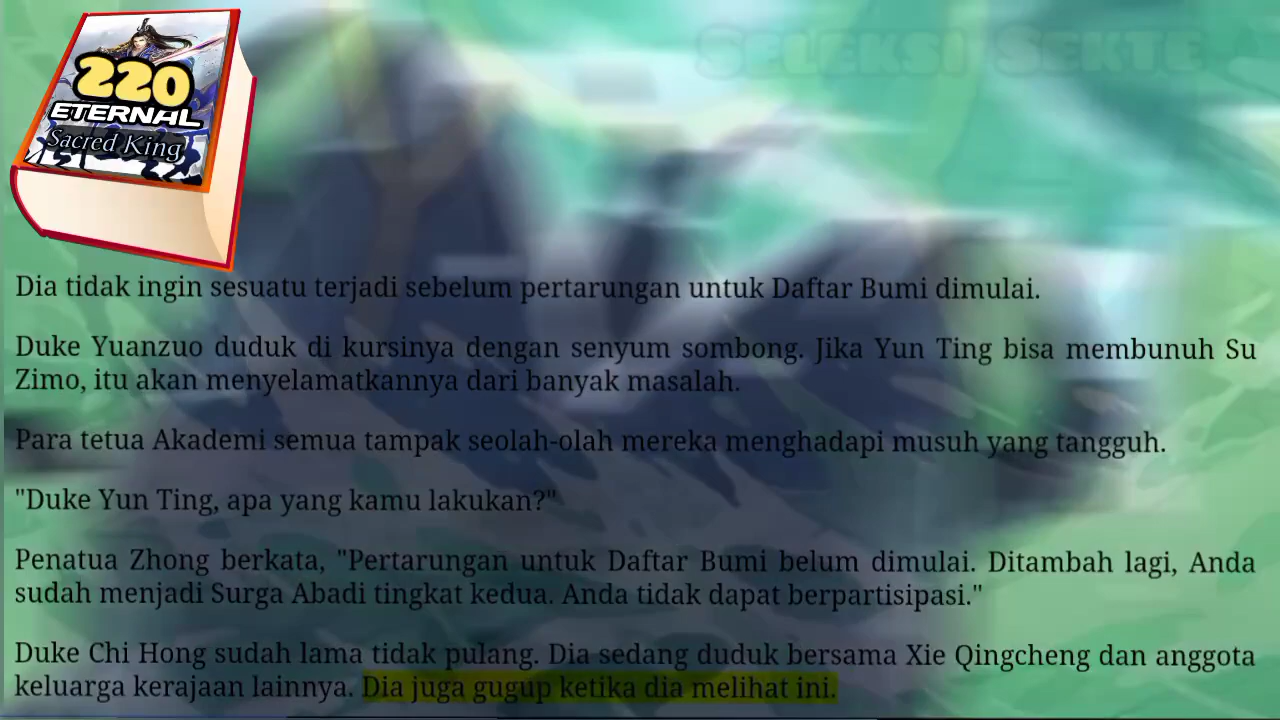 SELEKSI SEKTE
220
ETERNAL
Sacred King
Dia tidak ingin sesuatu terjadi sebelum pertarungan untuk Daftar Bumi dimulai.
Duke Yuanzuo duduk di kursinya dengan senyum sombong. Jika Yun Ting bisa membunuh Su
Zimo, itu akan menyelamatkannya dari banyak masalah.
Para tetua Akademi semua tampak seolah-olah mereka menghadapi musuh yang tangguh.
"Duke Yun Ting, apa yang kamu lakukan?"
Penatua Zhong berkata, "Pertarungan untuk Daftar Bumi belum dimulai. Ditambah lagi, Anda
sudah menjadi Surga Abadi tingkat kedua. Anda tidak dapat berpartisipasi."
Duke Chi Hong sudah lama tidak pulang. Dia sedang duduk bersama Xie Qingcheng dan anggota
keluarga kerajaan lainnya. Dia juga gugup ketika dia melihat ini.